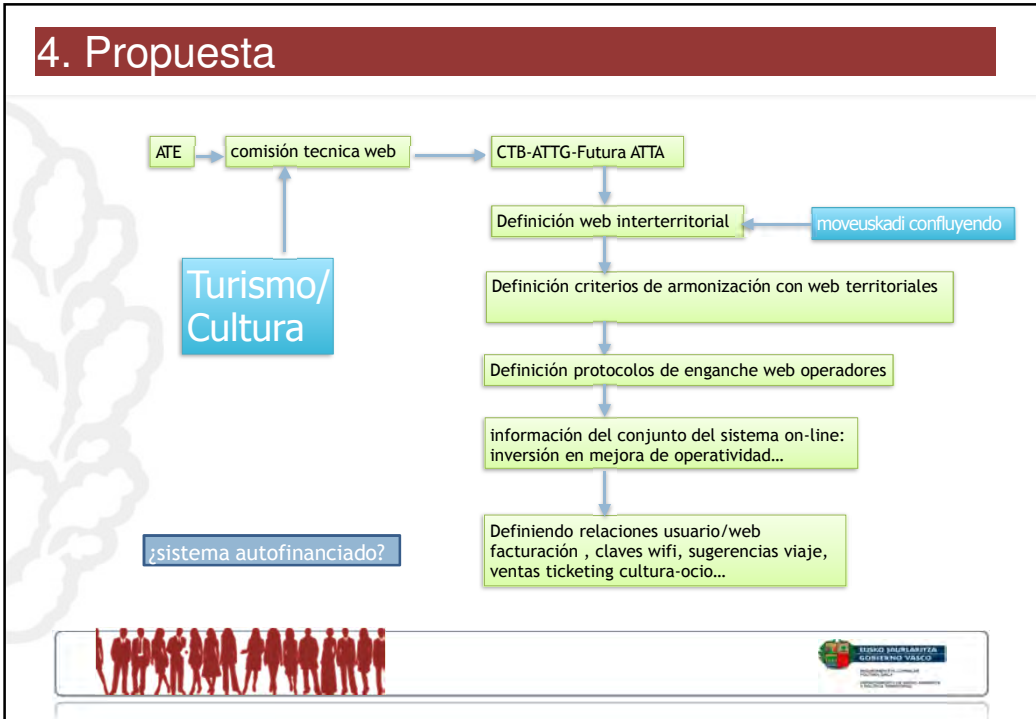 4. Propuesta
ATE
comisión tecnica web
CTB-ATTG-Futura ATTA
Definición web interterritorial
moveuskadi confluyendo
Turismo/
Cultura
Definición criterios de armonización con web territoriales
Definición protocolos de enganche web operadores
información del conjunto del sistema on-line:
inversión en mejora de operatividad…
¿sistema autofinanciado?
Definiendo relaciones usuario/web
facturación , claves wifi, sugerencias viaje,
ventas ticketing cultura-ocio…
EUSKO JAURLARITZA
GOBIERNO VASCO